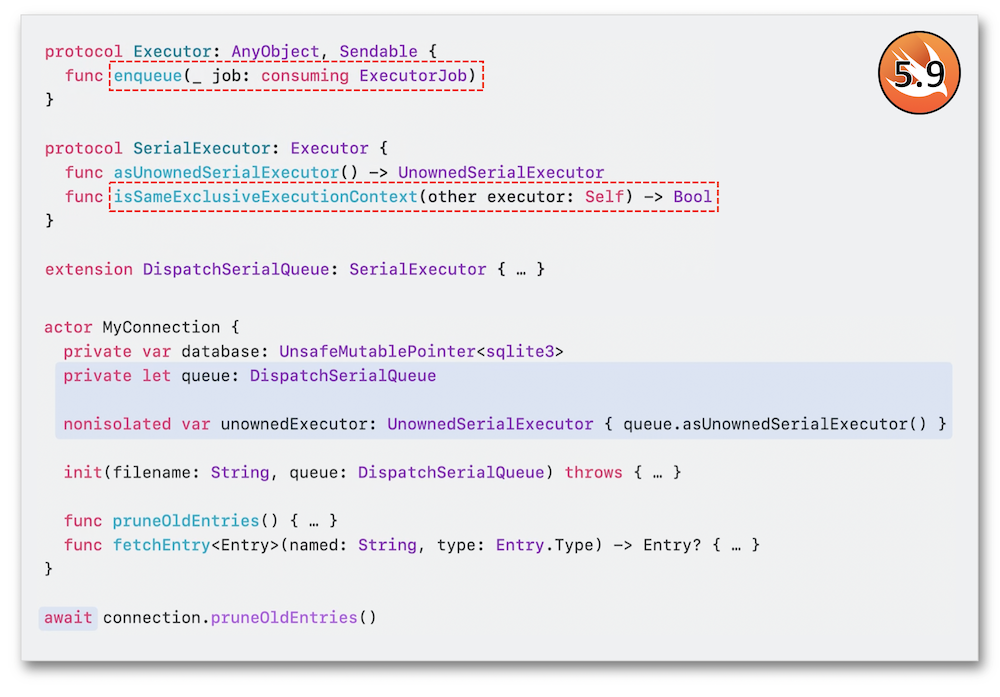 protocol Executor: AnyObject, Sendable {
  func enqueue(_ job: consuming ExecutorJob)
}
5.9
protocol SerialExecutor: Executor {
  func asUnownedSerialExecutor() -> UnownedSerialExecutor
  func isSameExclusiveExecutionContext(other executor: Self) -> Bool
}
extension DispatchSerialQueue: SerialExecutor { … }
actor MyConnection {
  private var database: UnsafeMutablePointer<sqlite3>
  private let queue: DispatchSerialQueue
  nonisolated var unownedExecutor: UnownedSerialExecutor { queue.asUnownedSerialExecutor() }
  init(filename: String, queue: DispatchSerialQueue) throws { … }
  func pruneOldEntries() { … }
  func fetchEntry<Entry>(named: String, type: Entry.Type) -> Entry? { … }
}
await connection.pruneOldEntries()